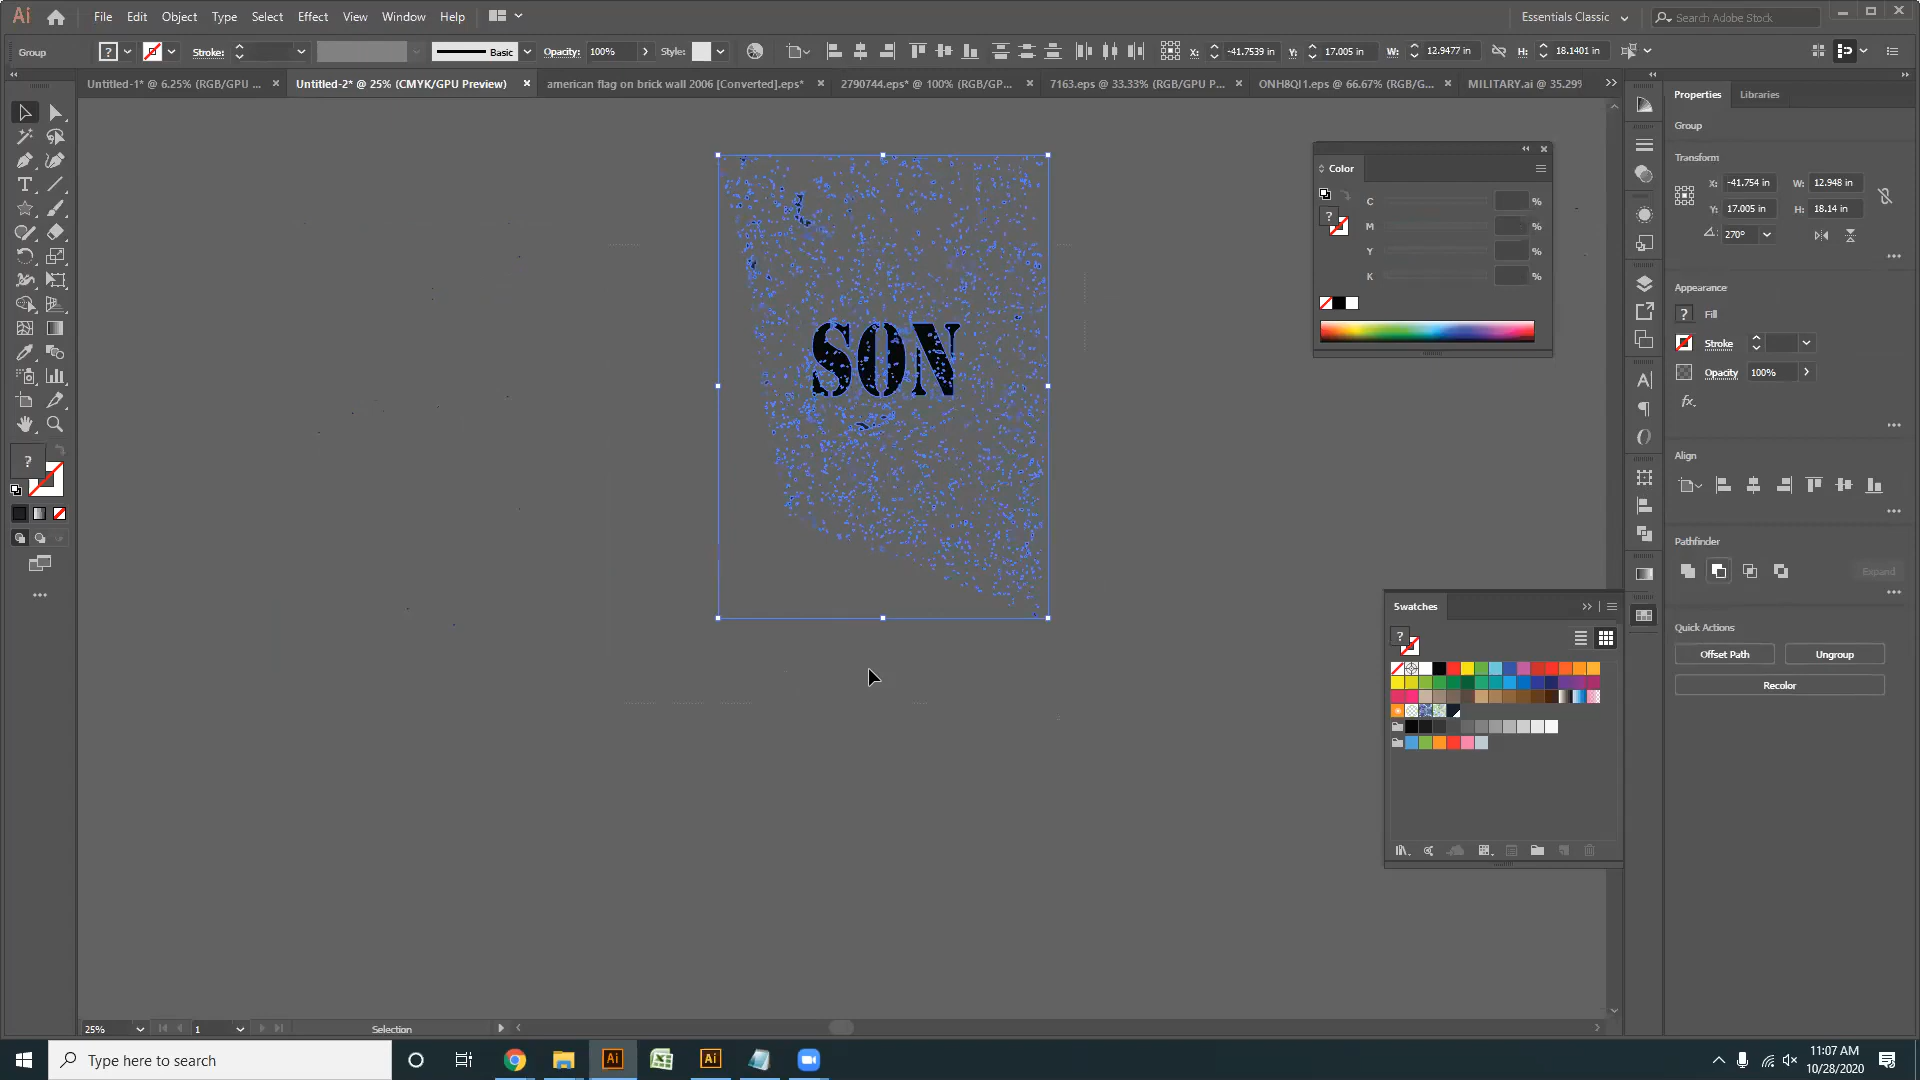 Ai File Edit Object Type Select Effect View Window Help Essentials Classic Search Adobe Stock
Group ? Stroke: Basic Opacity: 100% Style: X: -41.7539 in Y: 17.005 in W: 12.9477 in H: 18.1401 in
Untitled-1* @ 6.25% (RGB/GPU ... × Untitled-2* @ 25% (CMYK/GPU Preview) × american flag on brick wall 2006 [Converted].eps* × 2790744.eps* @ 100% (RGB/GP... × 7163.eps @ 33.33% (RGB/GPU P... × ONH8QI1.eps @ 66.67% (RGB/G... × MILITARY.ai @ 35.29%
Properties Libraries
Group
Transform
X: -41.754 in W: 12.948 in
Y: 17.005 in H: 18.14 in
270°
Appearance
? Fill
Stroke
Opacity 100%
fx
Align
Pathfinder
Expand
Quick Actions
Offset Path Ungroup
Recolor
Color
C %
M %
Y %
K %
?
SON
Swatches
?
?
25% 1 Selection
Type here to search
Ai
Ai
11:07 AM
10/28/2020